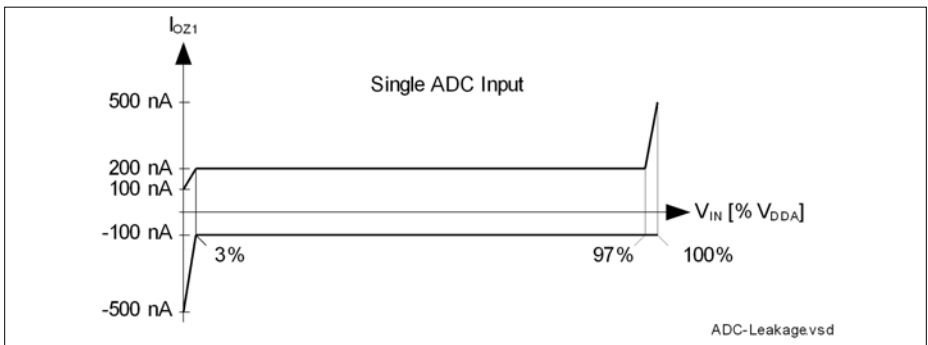 I_OZ1
Single ADC Input
500 nA
200 nA
100 nA
V_IN [% V_DDA]
-100 nA
3%
97%
100%
-500 nA
ADC-Leakage.vsd